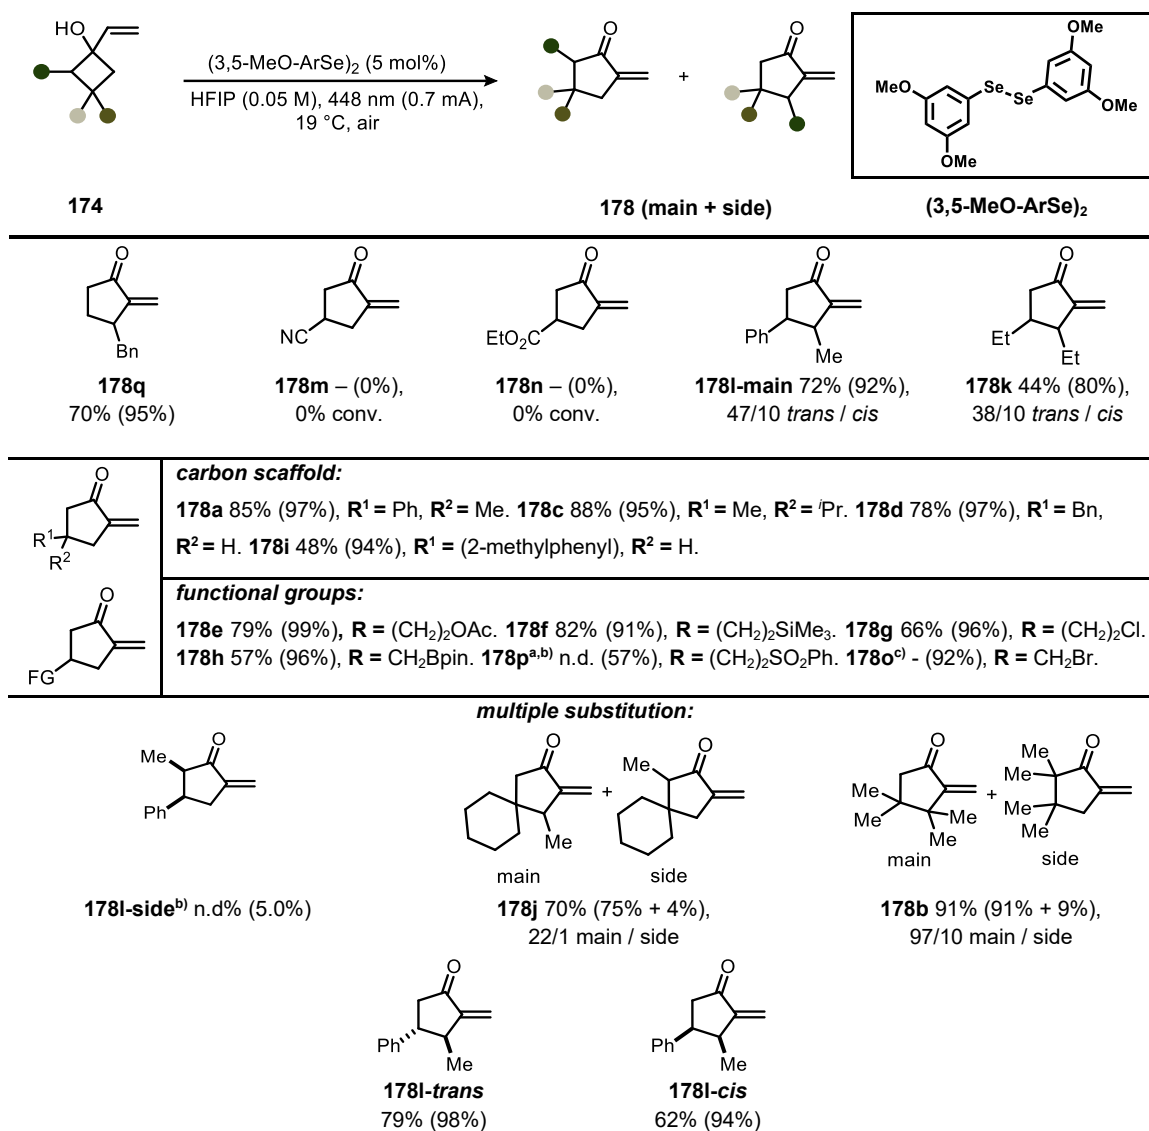 HO
(3,5-MeO-ArSe)₂ (5 mol%)
HFIP (0.05 M), 448 nm (0.7 mA),
19 °C, air
O
+
O
OMe
MeO
Se
Se
OMe
OMe
174
178 (main + side)
(3,5-MeO-ArSe)₂
O
O
O
O
O
Bn
NC
EtO₂C
Ph
Me
Et
Et
178q
178m – (0%),
178n – (0%),
178l-main 72% (92%),
178k 44% (80%),
70% (95%)
0% conv.
0% conv.
47/10 trans / cis
38/10 trans / cis
O
R¹
R²
carbon scaffold:
178a 85% (97%), R¹ = Ph, R² = Me. 178c 88% (95%), R¹ = Me, R² = ⁱPr. 178d 78% (97%), R¹ = Bn,
R² = H. 178i 48% (94%), R¹ = (2-methylphenyl), R² = H.
O
FG
functional groups:
178e 79% (99%), R = (CH₂)₂OAc. 178f 82% (91%), R = (CH₂)₂SiMe₃. 178g 66% (96%), R = (CH₂)₂Cl.
178h 57% (96%), R = CH₂Bpin. 178pᵃ,ᵇ⁾ n.d. (57%), R = (CH₂)₂SO₂Ph. 178oᶜ⁾ - (92%), R = CH₂Br.
multiple substitution:
Me
O
Ph
O
Me
+
Me
O
main
side
O
Me
Me
Me
Me
main
+
Me
Me
Me
Me
O
side
178l-sideᵇ⁾ n.d% (5.0%)
178j 70% (75% + 4%),
22/1 main / side
178b 91% (91% + 9%),
97/10 main / side
O
Ph
Me
O
Ph
Me
178l-trans
178l-cis
79% (98%)
62% (94%)